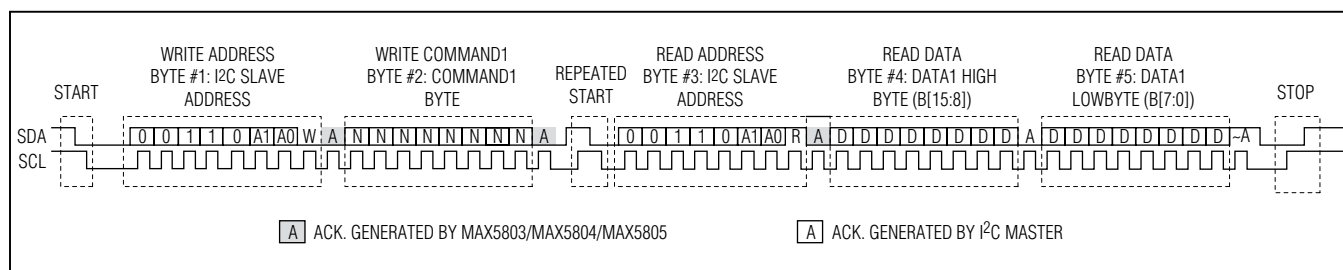 WRITE ADDRESS
BYTE #1: I²C SLAVE
ADDRESS
WRITE COMMAND1
BYTE #2: COMMAND1
BYTE
READ ADDRESS
BYTE #3: I²C SLAVE
ADDRESS
READ DATA
BYTE #4: DATA1 HIGH
BYTE (B[15:8])
READ DATA
BYTE #5: DATA1
LOWBYTE (B[7:0])
START
REPEATED
START
STOP
SDA 0 0 1 1 0 A1 A0 W A N N N N N N N N A 0 0 1 1 0 A1 A0 R A D D D D D D D D A D D D D D D D D ~A
SCL
A ACK. GENERATED BY MAX5803/MAX5804/MAX5805
A ACK. GENERATED BY I²C MASTER